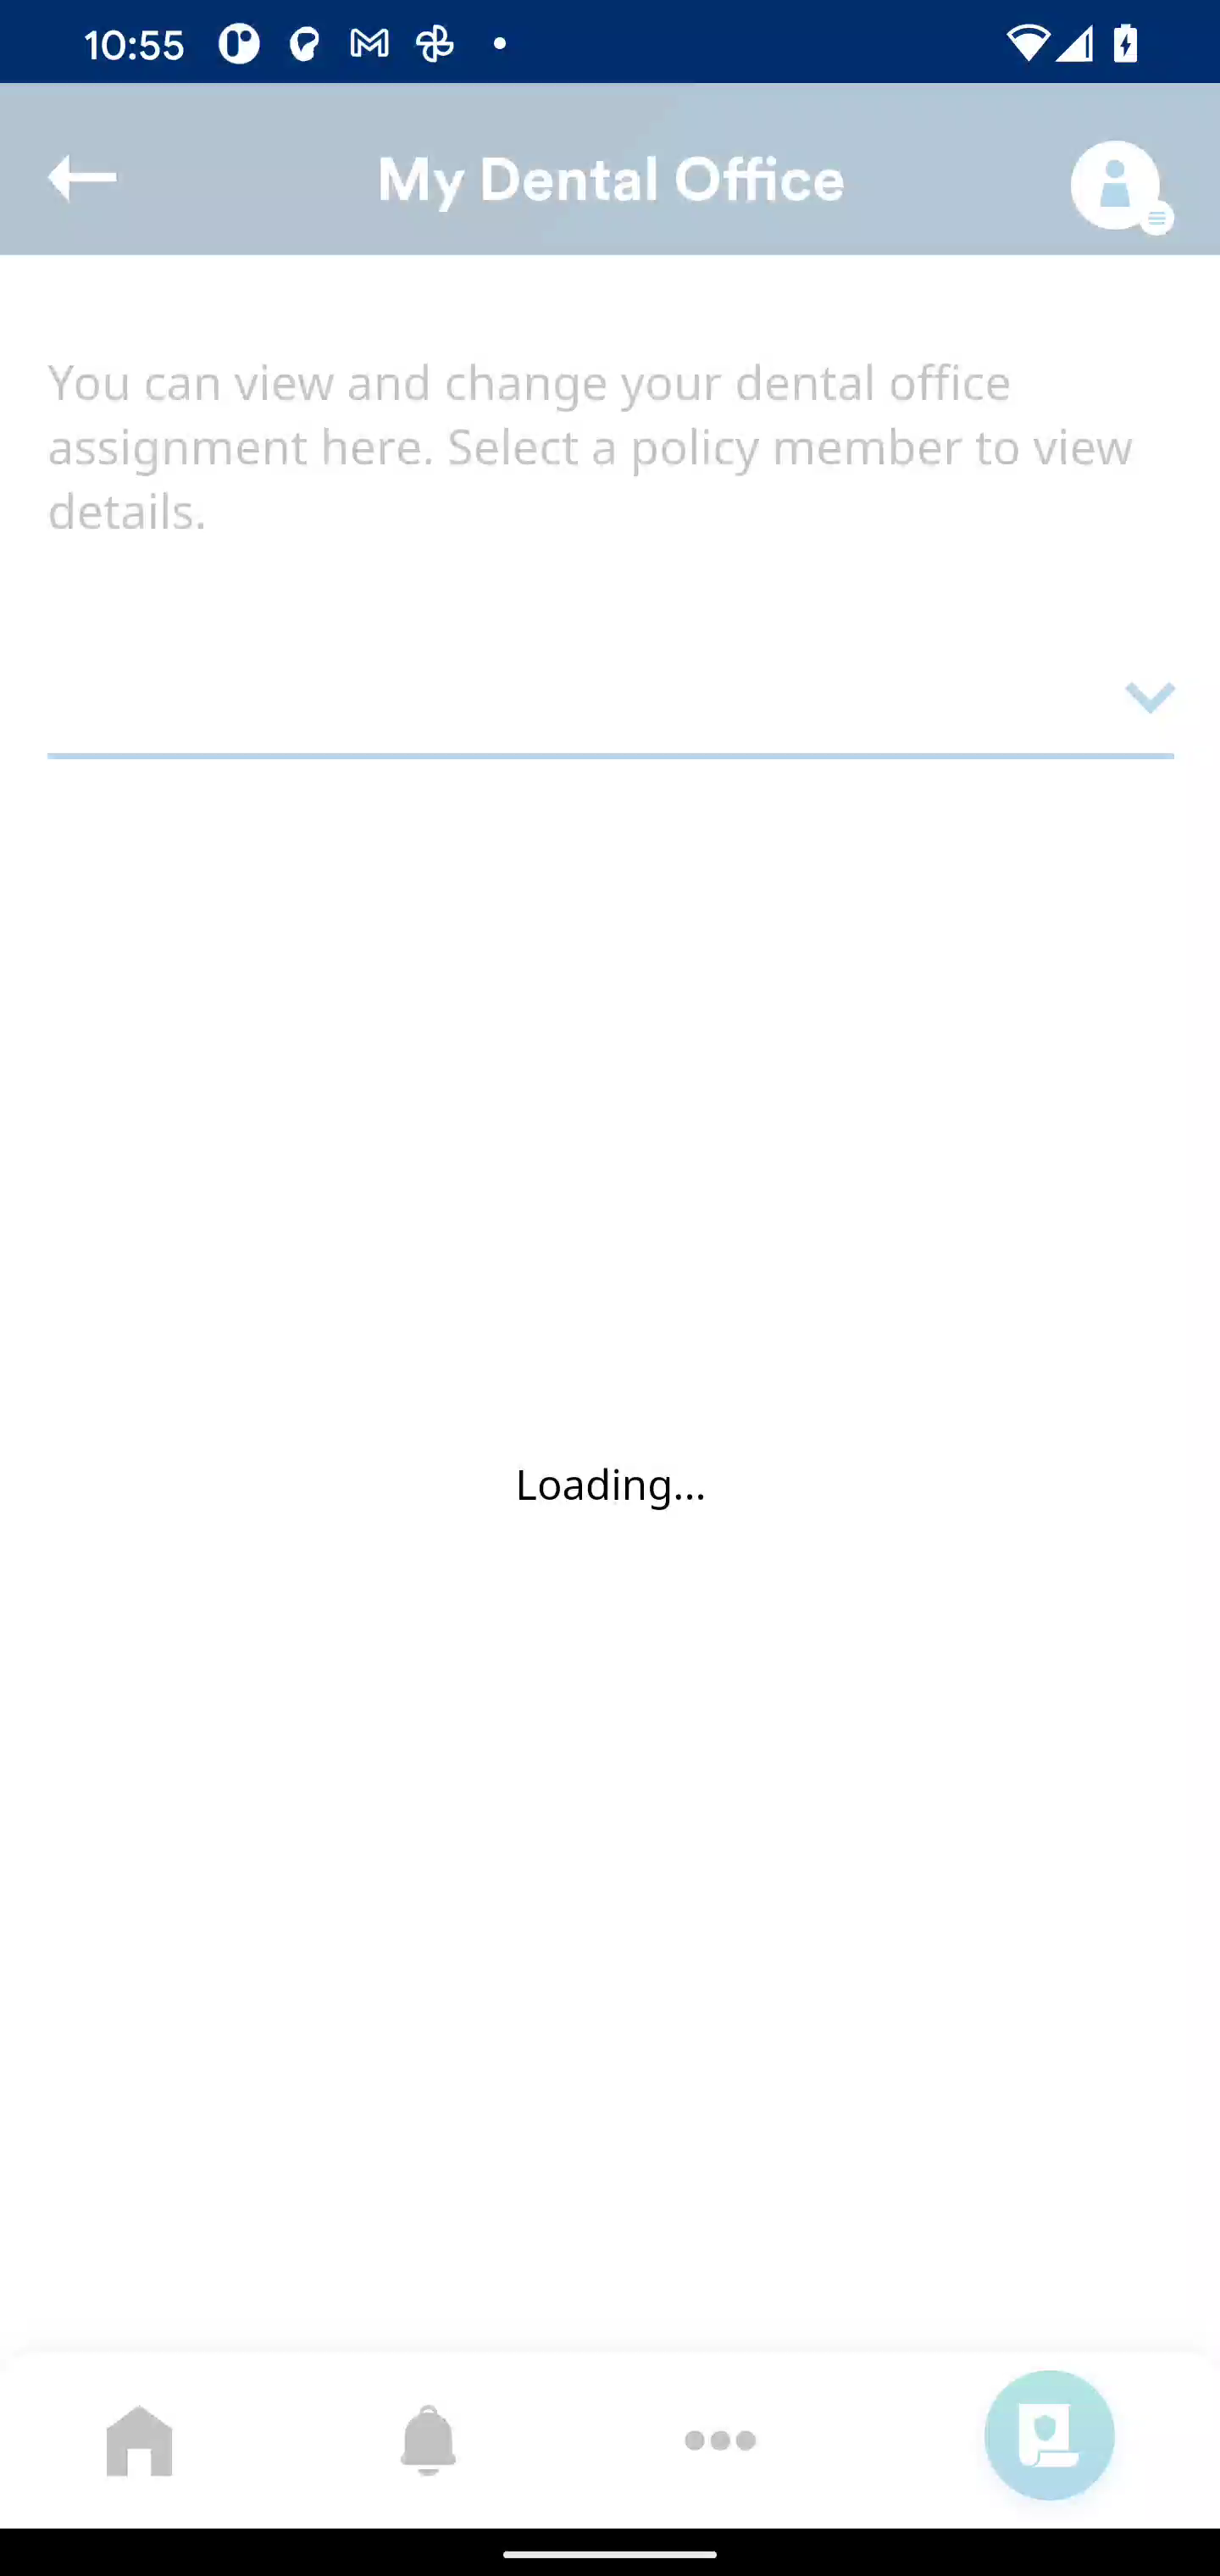 10:55
My Dental Office
You can view and change your dental office
assignment here. Select a policy member to view
details.
Loading...